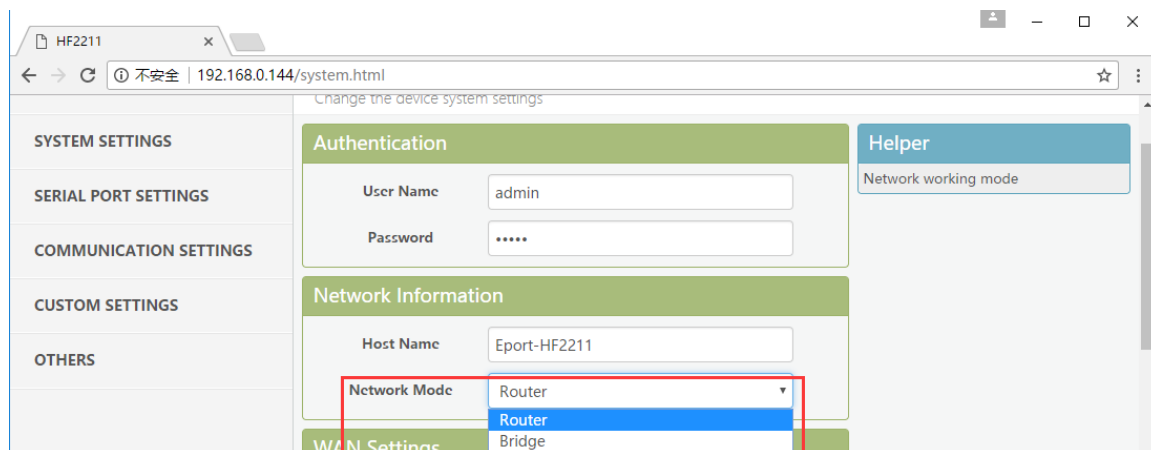 HF2211
不安全 | 192.168.0.144/system.html
Change the device system settings
SYSTEM SETTINGS
SERIAL PORT SETTINGS
COMMUNICATION SETTINGS
CUSTOM SETTINGS
OTHERS
Authentication
User Name
admin
Password
•••••
Network Information
Host Name
Eport-HF2211
Network Mode
Router
Router
Bridge
WAN Settings
Helper
Network working mode